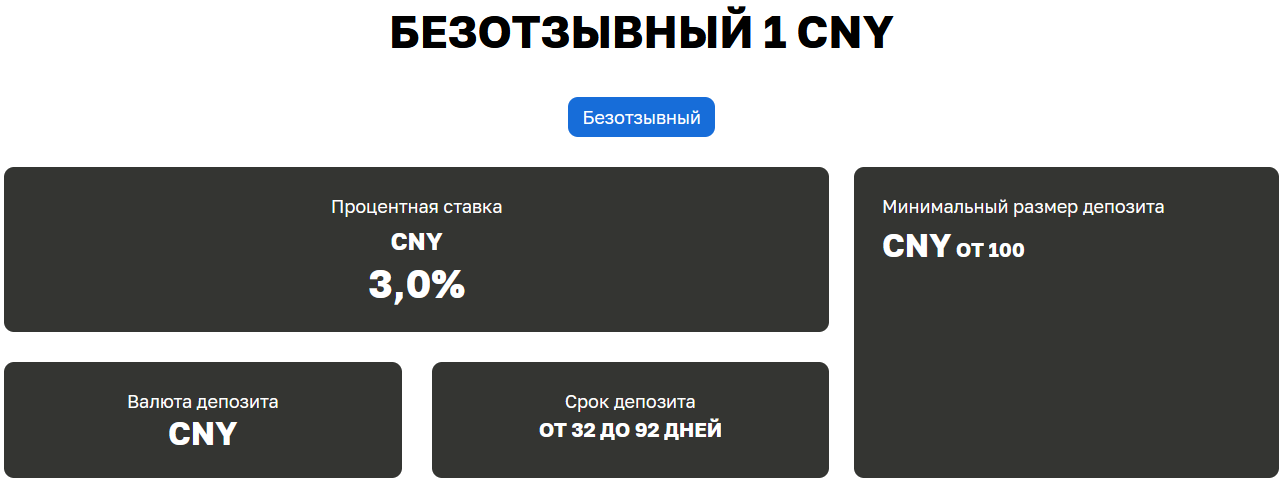 БЕЗОТЗЫВНЫЙ 1 CNY
Безотзывный
Процентная ставка
CNY
3,0%
Минимальный размер депозита
CNY ОТ 100
Валюта депозита
CNY
Срок депозита
ОТ 32 ДО 92 ДНЕЙ